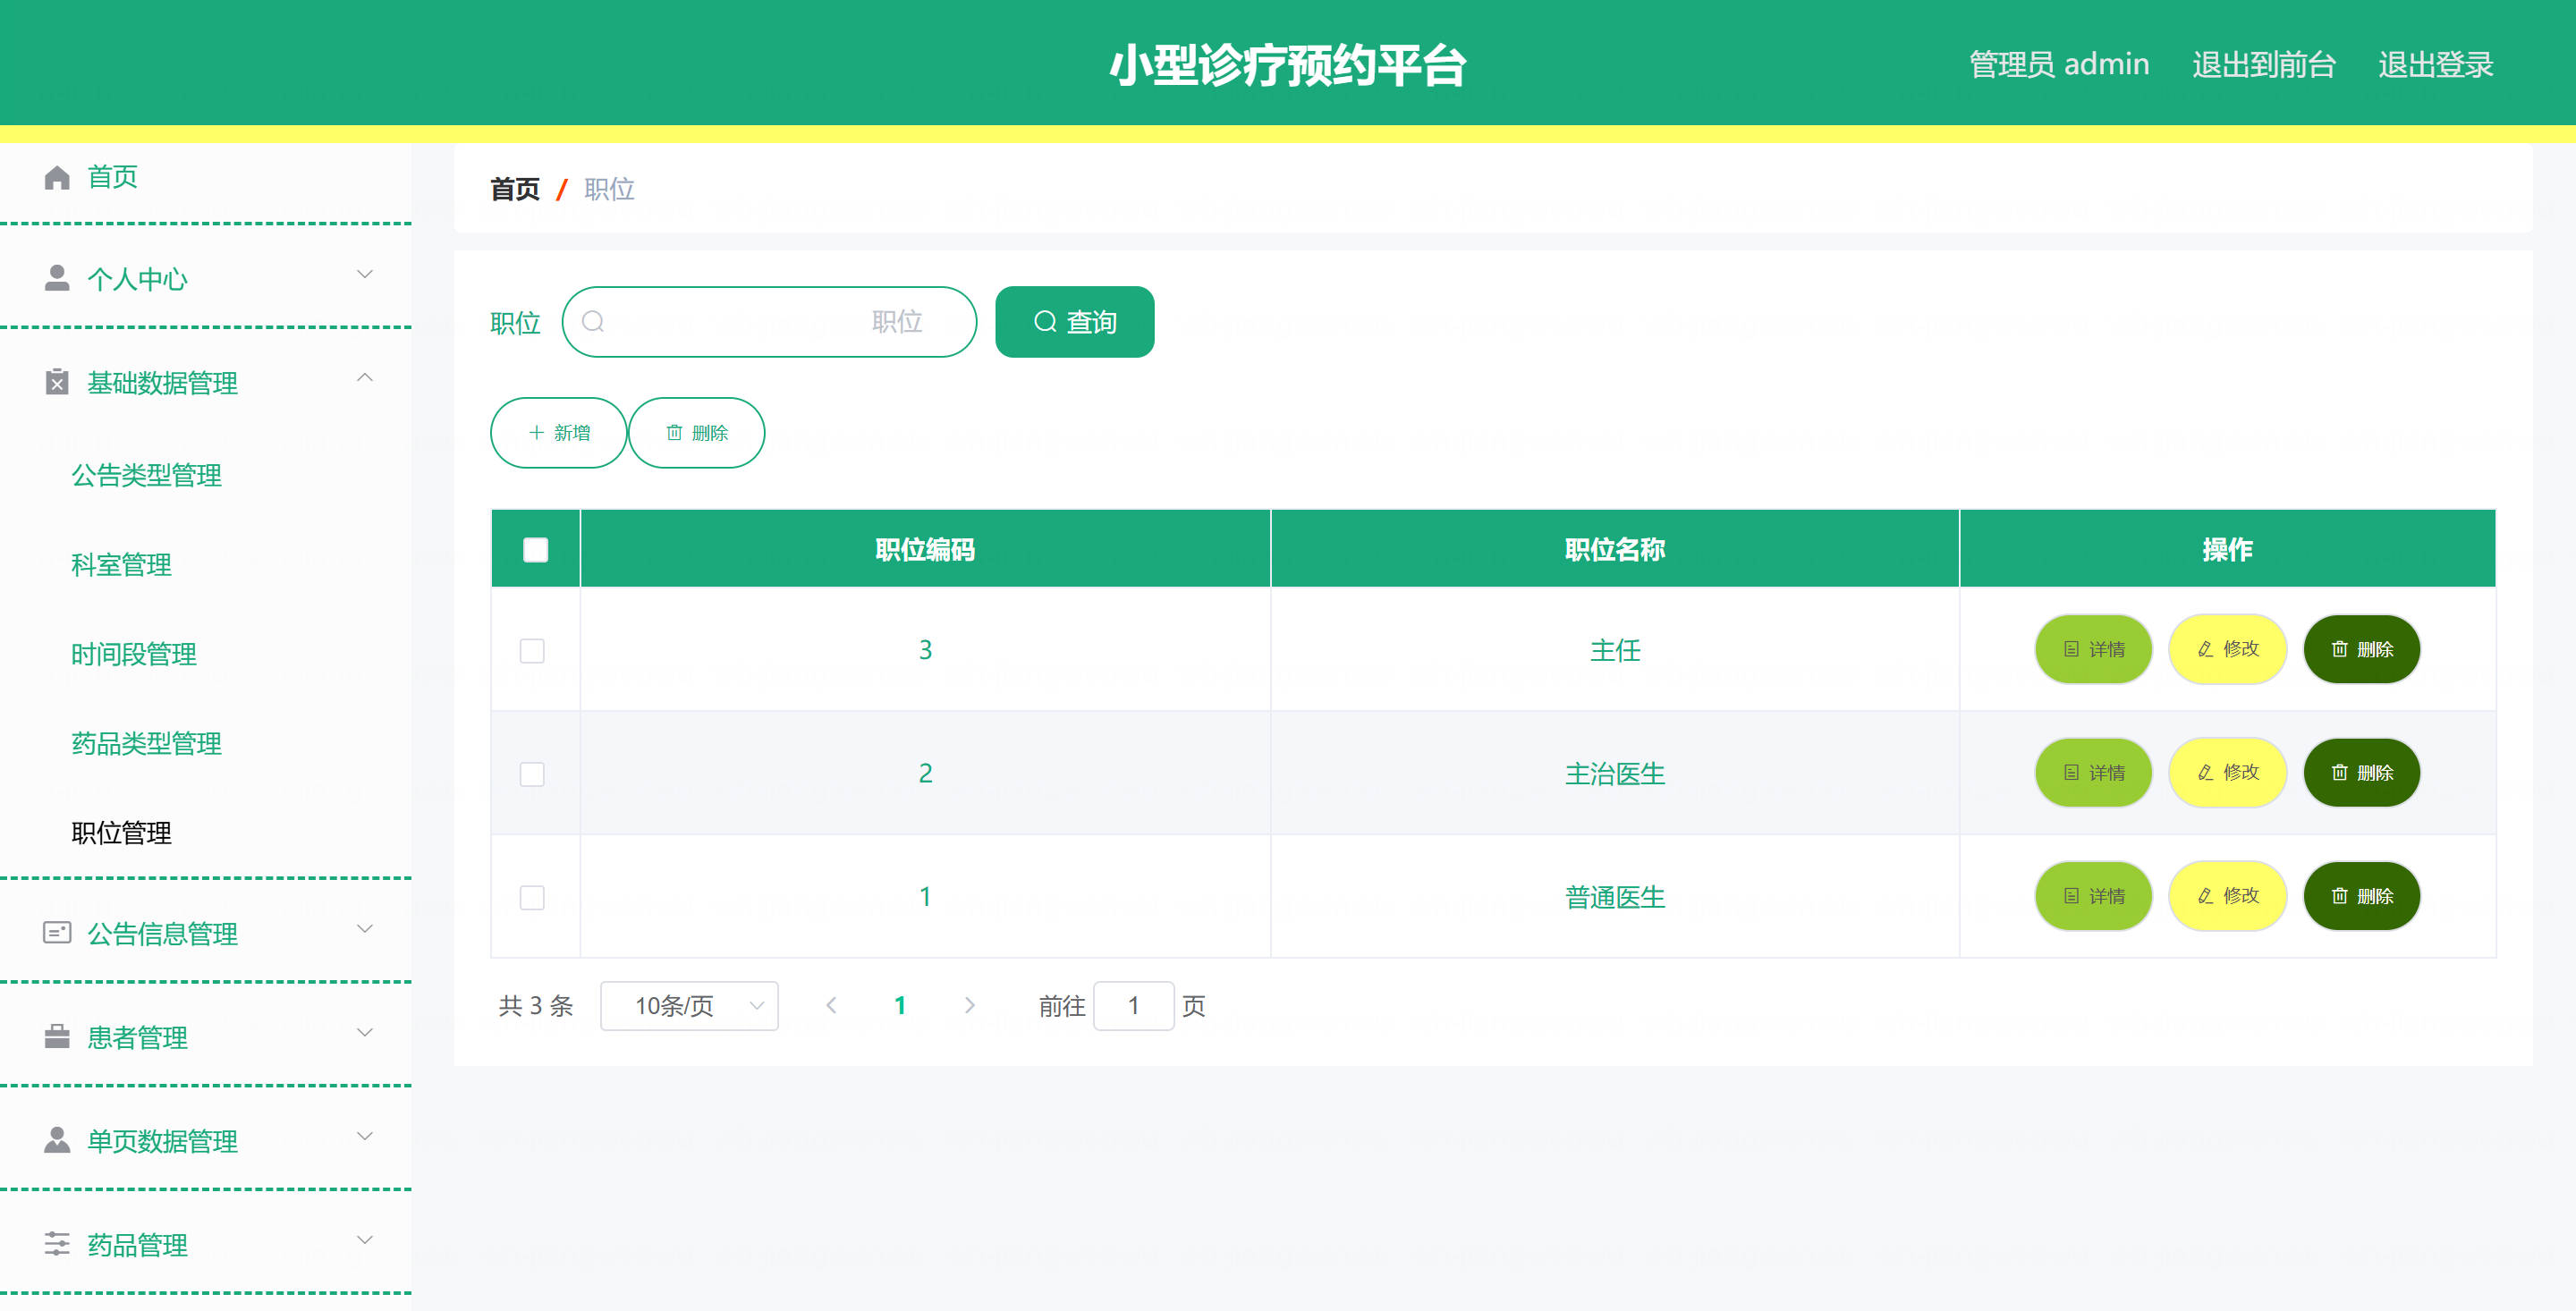 小型诊疗预约平台
管理员 admin 退出到前台 退出登录
首页
个人中心
基础数据管理
公告类型管理
科室管理
时间段管理
药品类型管理
职位管理
公告信息管理
患者管理
单页数据管理
药品管理
首页 / 职位
职位 职位 查询
新增 删除
职位编码 职位名称 操作
3 主任 详情 修改 删除
2 主治医生 详情 修改 删除
1 普通医生 详情 修改 删除
共 3 条 10条/页 1 前往 1 页